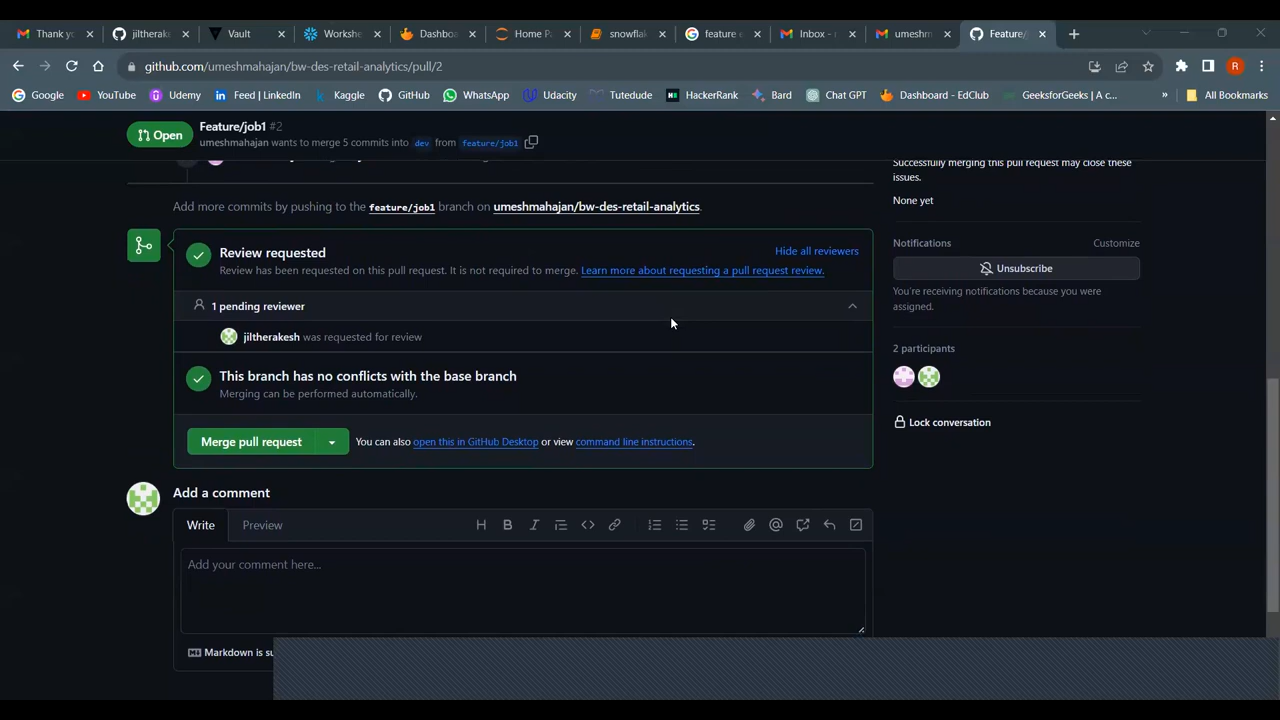 Thank y
jiltherak
Vault
Workshe
Dashboa
Home P
snowflak
feature e
Inbox -
umeshm
Feature/
github.com/umeshmahajan/bw-des-retail-analytics/pull/2
R
Google
YouTube
Udemy
Feed | LinkedIn
Kaggle
GitHub
WhatsApp
Udacity
Tutedude
HackerRank
Bard
Chat GPT
Dashboard - EdClub
GeeksforGeeks | A c...
»
All Bookmarks
Open
Feature/job1 #2
umeshmahajan wants to merge 5 commits into dev from feature/job1
Successfully merging this pull request may close these
issues.
None yet
Add more commits by pushing to the feature/job1 branch on umeshmahajan/bw-des-retail-analytics.
Review requested
Hide all reviewers
Review has been requested on this pull request. It is not required to merge. Learn more about requesting a pull request review.
1 pending reviewer
jiltherakesh was requested for review
This branch has no conflicts with the base branch
Merging can be performed automatically.
Merge pull request
You can also open this in GitHub Desktop or view command line instructions.
Notifications
Customize
Unsubscribe
You're receiving notifications because you were
assigned.
2 participants
Lock conversation
Add a comment
Write
Preview
H
B
I
Add your comment here...
Markdown is su